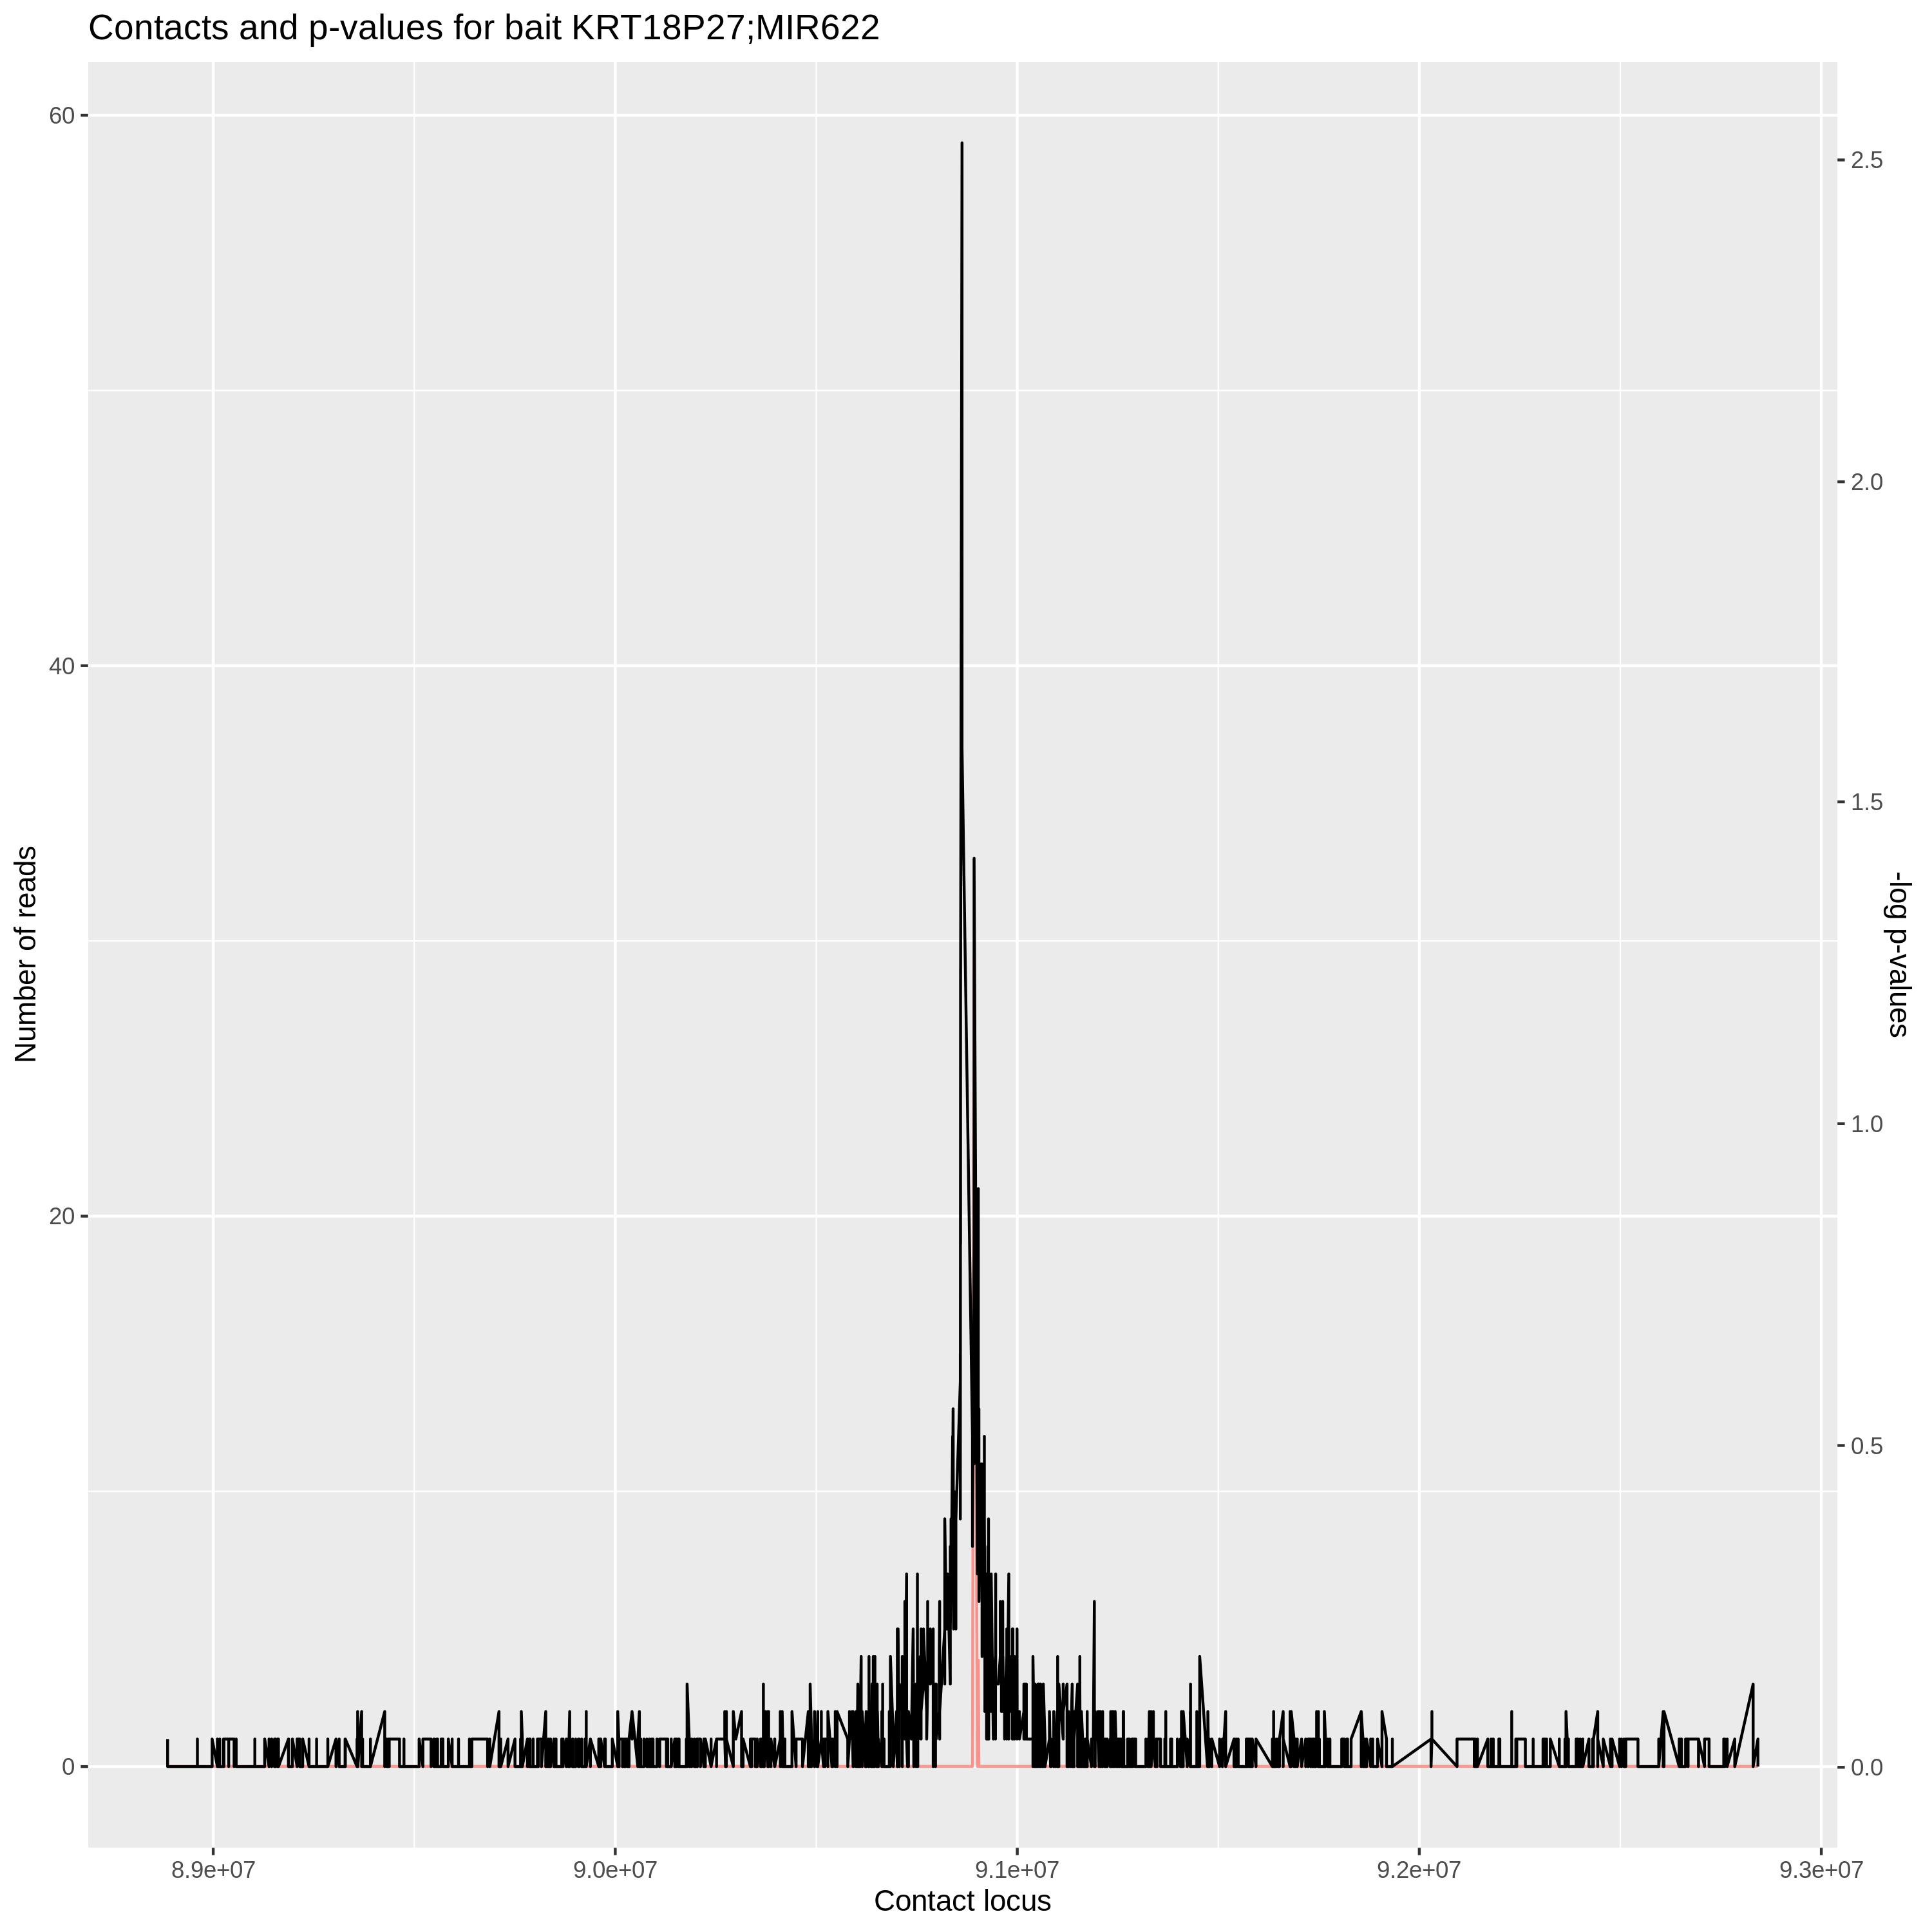 Contacts and p-values for bait KRT18P27;MIR622
60
40
20
0
Number of reads
2.5
2.0
1.5
1.0
0.5
0.0
-log p-values
8.9e+07
9.0e+07
9.1e+07
9.2e+07
9.3e+07
Contact locus